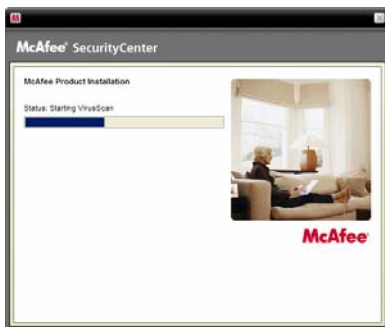 McAfee SecurityCenter
McAfee Product Installation
Status: Starting VirusScan
McAfee